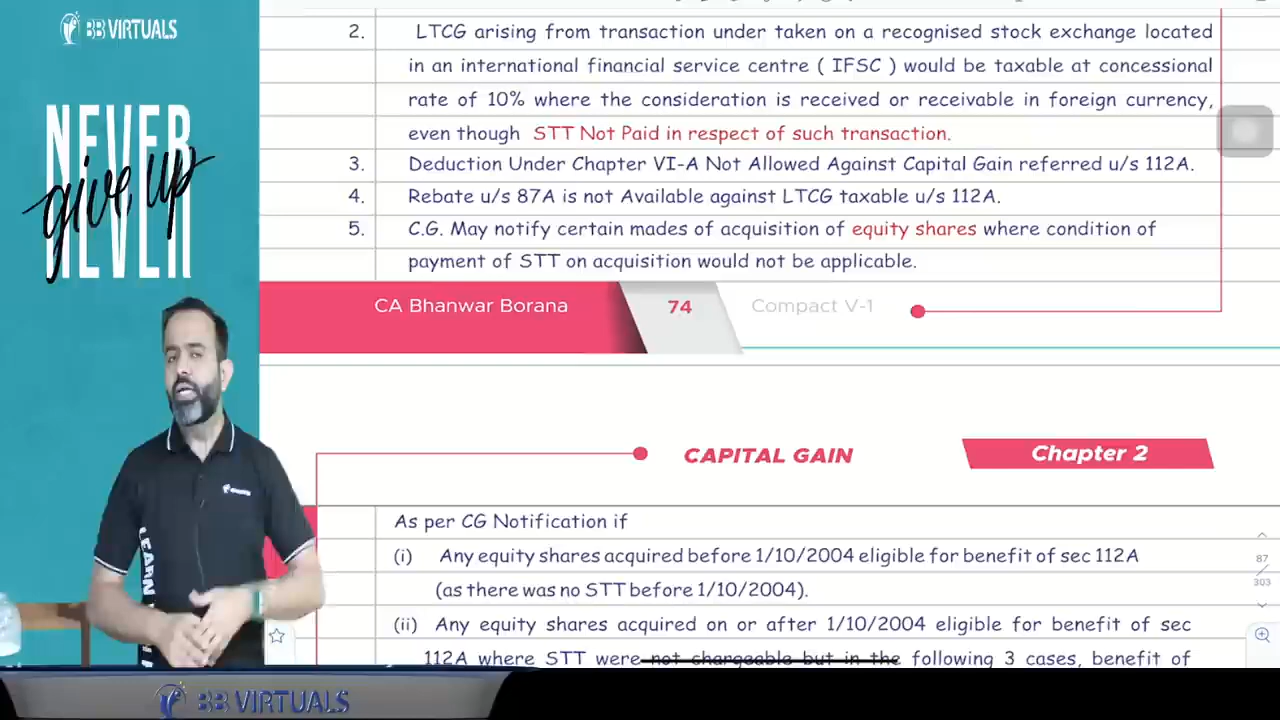 BB VIRTUALS
NEVER
give up
NEVER
2. LTCG arising from transaction under taken on a recognised stock exchange located
in an international financial service centre ( IFSC ) would be taxable at concessional
rate of 10% where the consideration is received or receivable in foreign currency,
even though STT Not Paid in respect of such transaction.
3. Deduction Under Chapter VI-A Not Allowed Against Capital Gain referred u/s 112A.
4. Rebate u/s 87A is not Available against LTCG taxable u/s 112A.
5. C.G. May notify certain mades of acquisition of equity shares where condition of
payment of STT on acquisition would not be applicable.
CA Bhanwar Borana 74 Compact V-1
CAPITAL GAIN Chapter 2
As per CG Notification if
(i) Any equity shares acquired before 1/10/2004 eligible for benefit of sec 112A
(as there was no STT before 1/10/2004).
(ii) Any equity shares acquired on or after 1/10/2004 eligible for benefit of sec
112A where STT were not chargeable but in the following 3 cases, benefit of
87
303
LEARN
BB VIRTUALS